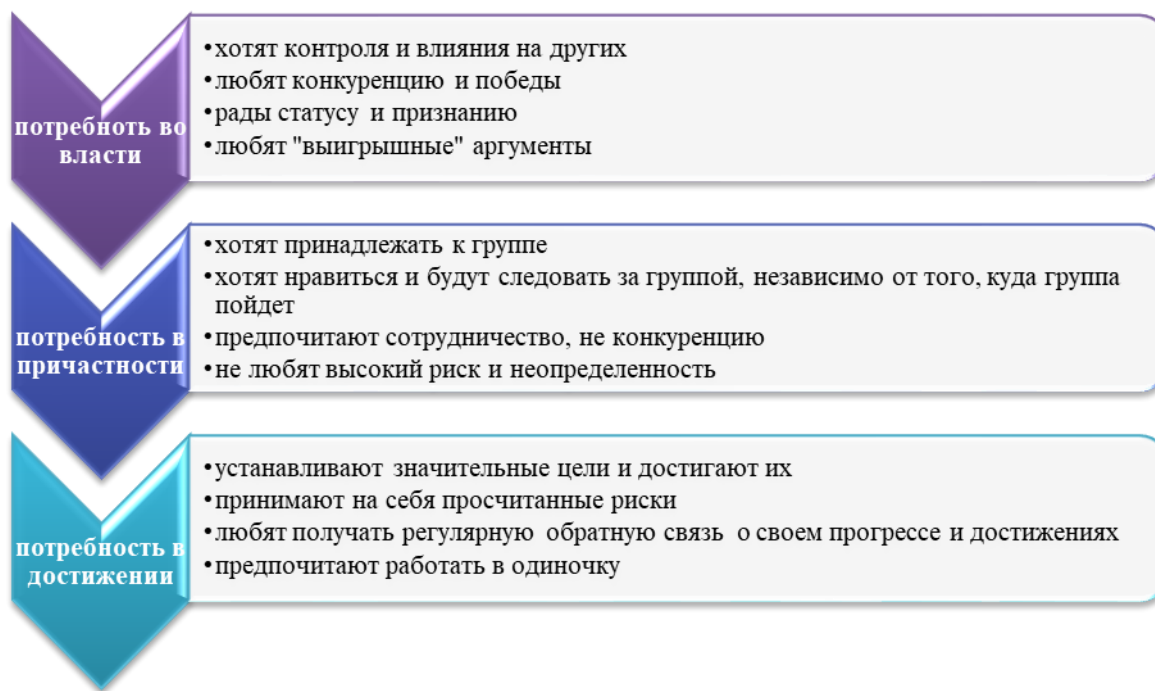 потребноть во
власти
•хотят контроля и влияния на других
•любят конкуренцию и победы
•рады статусу и признанию
•любят "выигрышные" аргументы
потребность в
причастности
•хотят принадлежать к группе
•хотят нравиться и будут следовать за группой, независимо от того, куда группа
пойдет
•предпочитают сотрудничество, не конкуренцию
•не любят высокий риск и неопределенность
потребность в
достижении
•устанавливают значительные цели и достигают их
•принимают на себя просчитанные риски
•любят получать регулярную обратную связь о своем прогрессе и достижениях
•предпочитают работать в одиночку